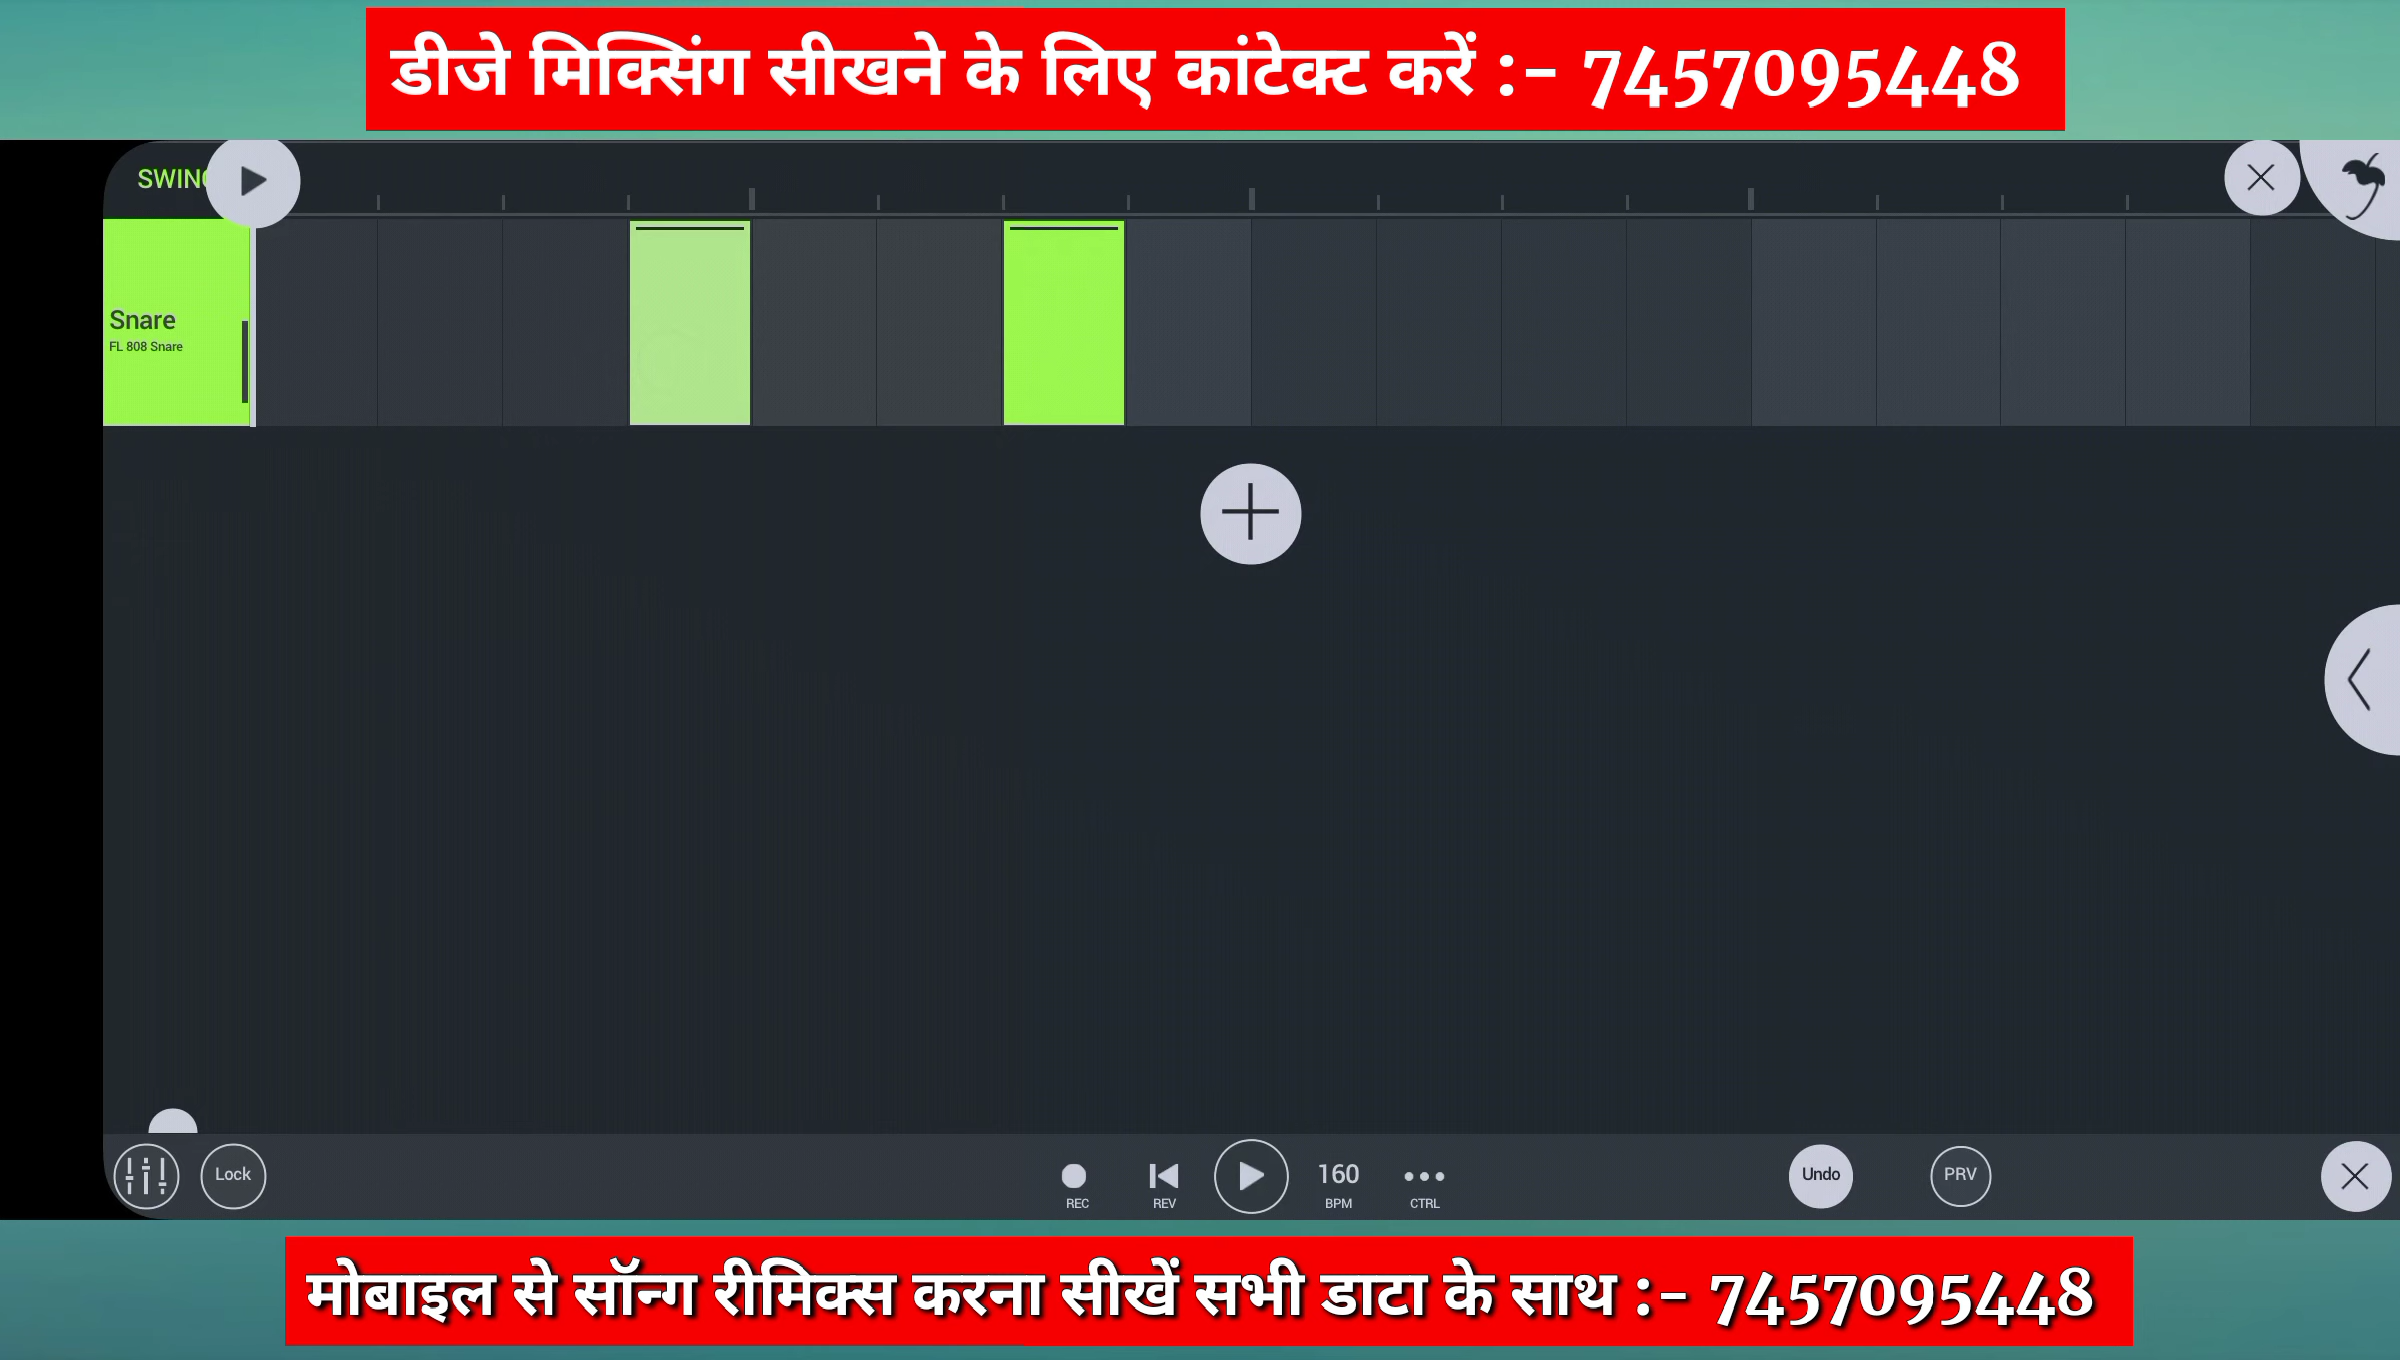 डीजे मिक्सिंग सीखने के लिए कांटेक्ट करें :- 7457095448
SWING
Snare
FL 808 Snare
Lock
REC
REV
160
BPM
CTRL
Undo
PRV
मोबाइल से सॉन्ग रीमिक्स करना सीखें सभी डाटा के साथ :- 7457095448